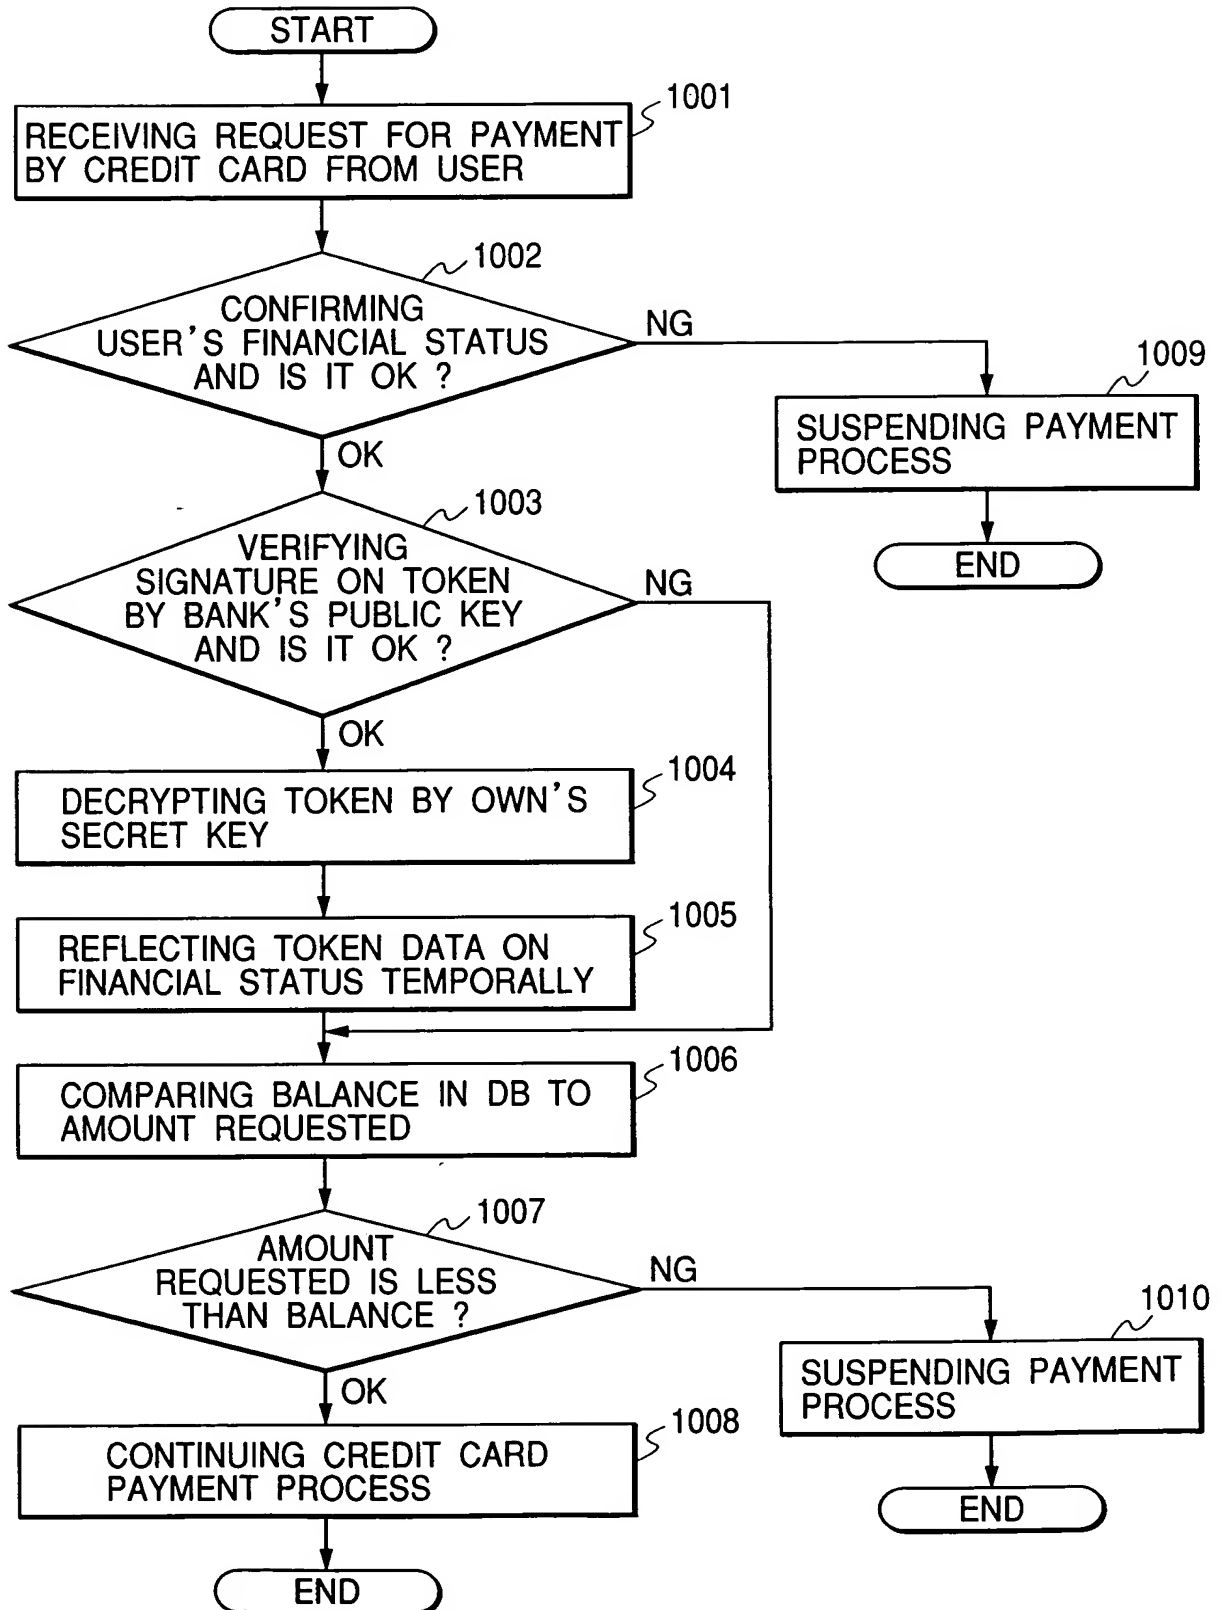 START
1001
RECEIVING REQUEST FOR PAYMENT
BY CREDIT CARD FROM USER
1002
CONFIRMING
USER'S FINANCIAL STATUS
AND IS IT OK ?
NG
1009
SUSPENDING PAYMENT
PROCESS
END
OK
1003
VERIFYING
SIGNATURE ON TOKEN
BY BANK'S PUBLIC KEY
AND IS IT OK ?
NG
OK
1004
DECRYPTING TOKEN BY OWN'S
SECRET KEY
1005
REFLECTING TOKEN DATA ON
FINANCIAL STATUS TEMPORALLY
1006
COMPARING BALANCE IN DB TO
AMOUNT REQUESTED
1007
AMOUNT
REQUESTED IS LESS
THAN BALANCE ?
NG
1010
SUSPENDING PAYMENT
PROCESS
END
OK
1008
CONTINUING CREDIT CARD
PAYMENT PROCESS
END